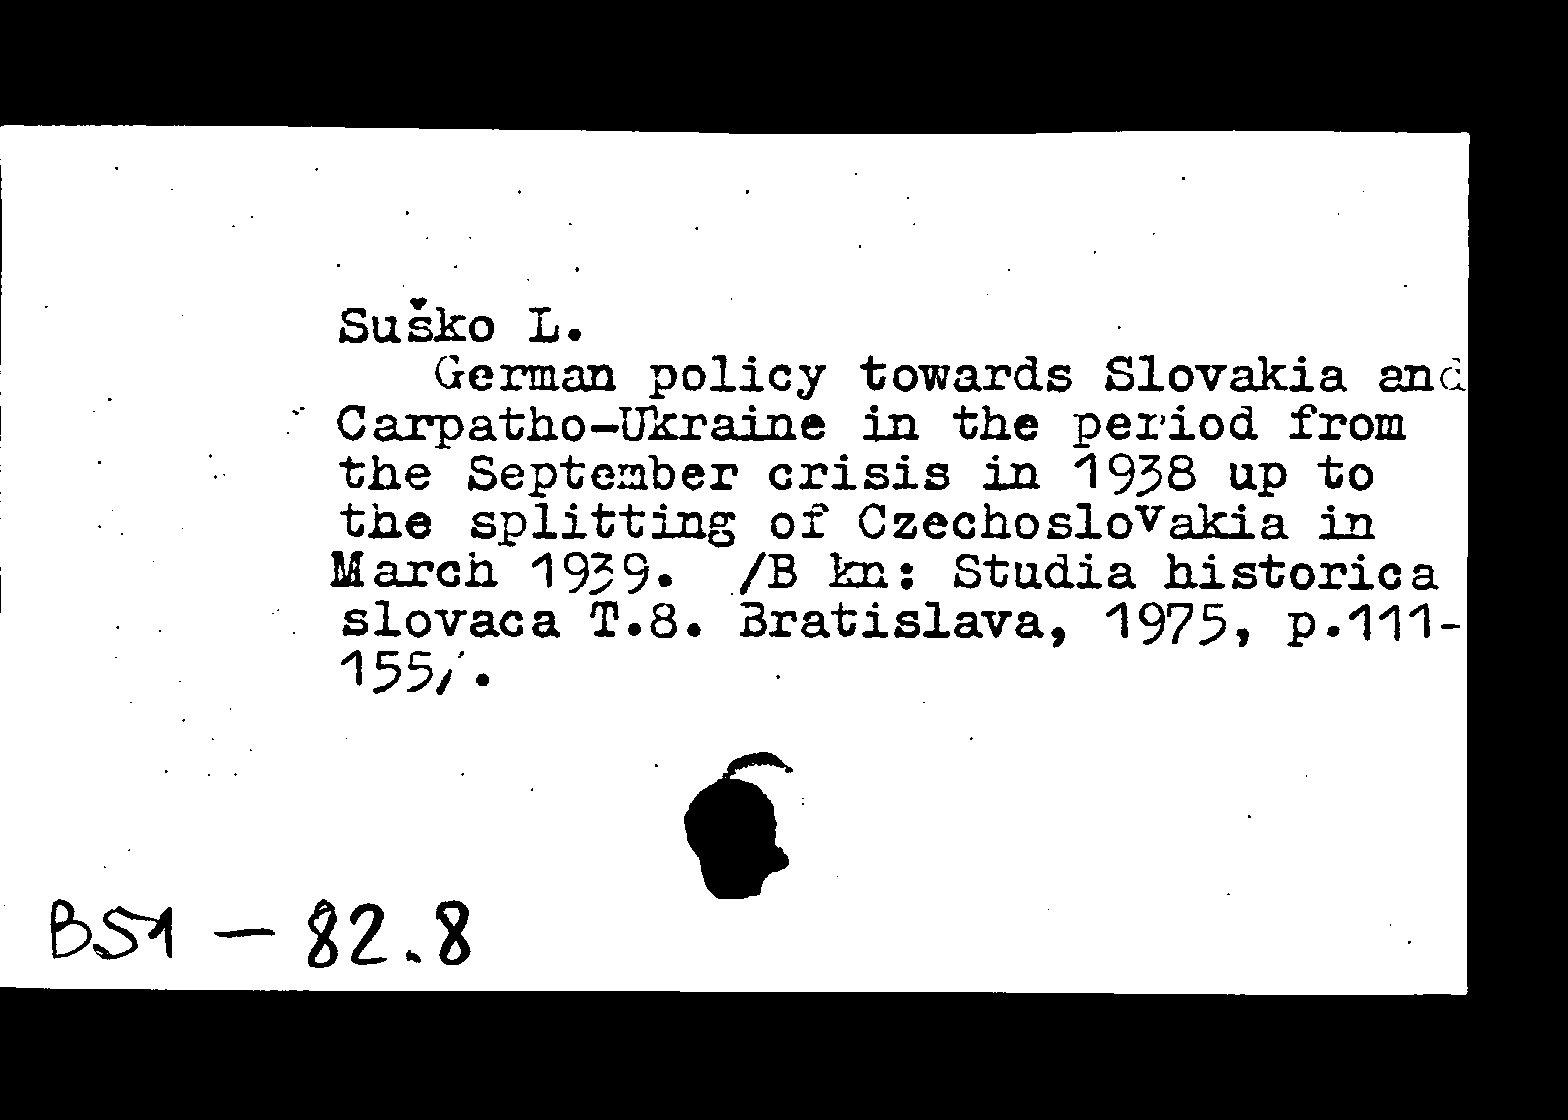 Suško L.
German policy towards Slovakia and
Carpatho-Ukraine in the period from
the September crisis in 1938 up to
the splitting of Czechoslovakia in
March 1939. /B kn: Studia historica
slovaca T.8. Bratislava, 1975, p.111-
155/.
B51 — 82.8